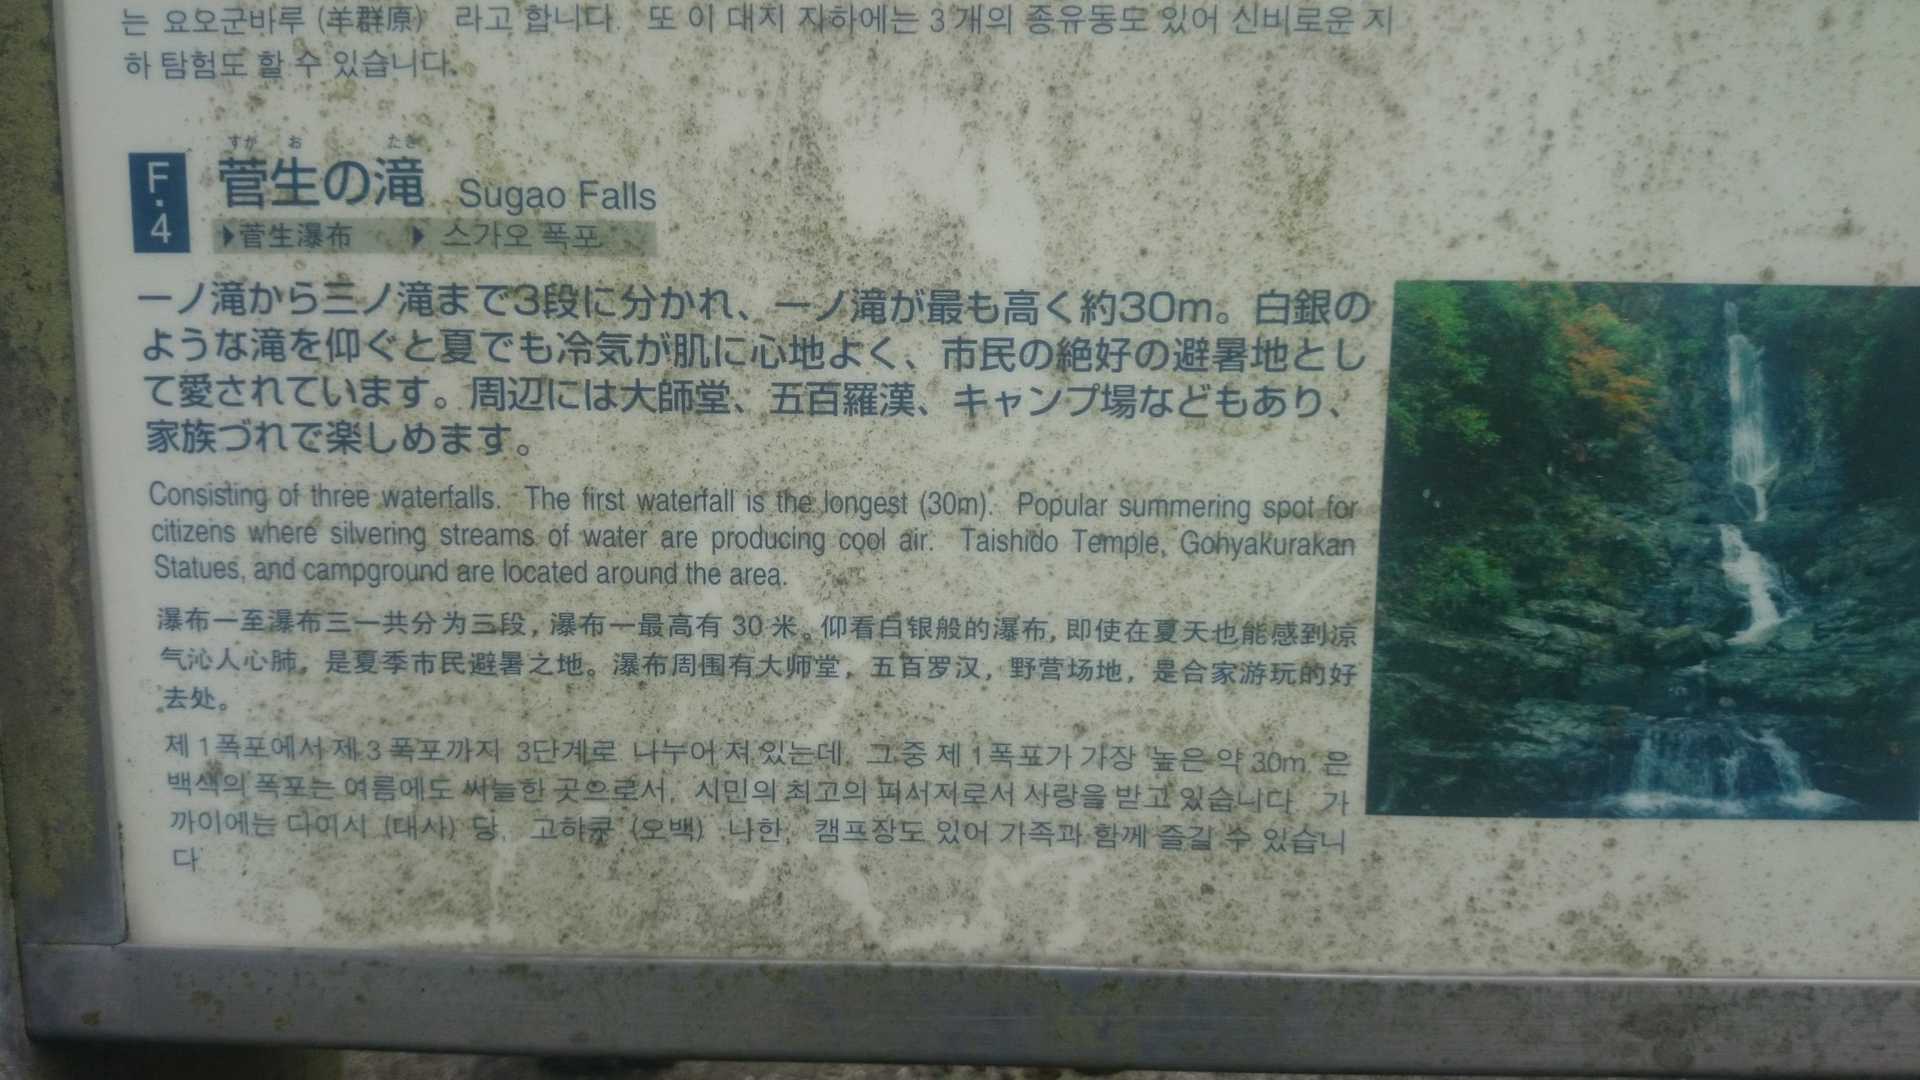 는 요오군바루 (羊群原) 라고 합니다. 또 이 대지 지하에는 3개의 종유동도 있어 신비로운 지
하 탐험도 할 수 있습니다.
すが お たき
F・4
菅生の滝 Sugao Falls
▶菅生瀑布 ▶스가오 폭포
一ノ滝から三ノ滝まで3段に分かれ、一ノ滝が最も高く約30m。白銀の
ような滝を仰ぐと夏でも冷気が肌に心地よく、市民の絶好の避暑地とし
て愛されています。周辺には大師堂、五百羅漢、キャンプ場などもあり、
家族づれで楽しめます。
Consisting of three waterfalls. The first waterfall is the longest (30m). Popular summering spot for
citizens where silvering streams of water are producing cool air. Taishido Temple, Gohyakurakan
Statues, and campground are located around the area.
瀑布一至瀑布三一共分为三段，瀑布一最高有 30 米。仰看白银般的瀑布，即使在夏天也能感到凉
气沁人心肺，是夏季市民避暑之地。瀑布周围有大师堂，五百罗汉，野营场地，是合家游玩的好
去处。
제 1 폭포에서 제 3 폭포까지 3단계로 나누어 져 있는데, 그 중 제 1 폭포가 가장 높은 약 30m, 은
백색의 폭포는 여름에도 싸늘한 곳으로서, 시민의 최고의 피서지로서 사랑을 받고 있습니다. 가
까이에는 다이시 (대사) 당, 고하쿠 (오백) 나한, 캠프장도 있어 가족과 함께 즐길 수 있습니
다